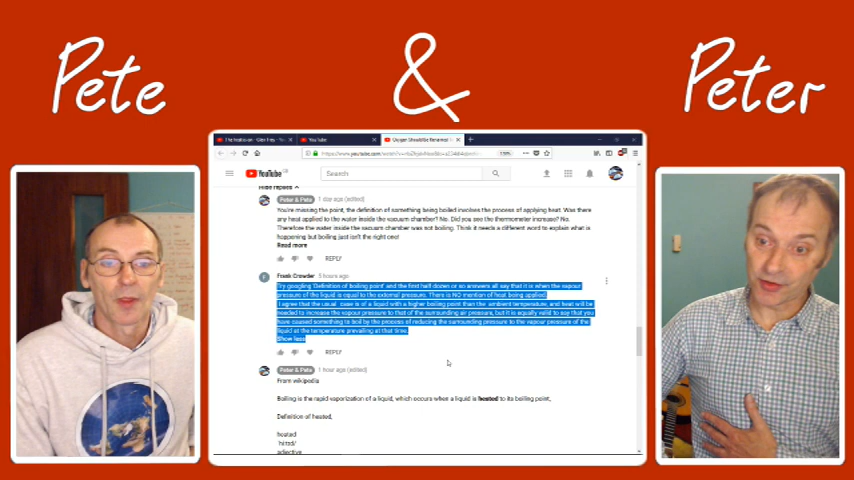 Pete & Peter
YouTube
https://www.youtube.com/
YouTube
Search
Hide replies
Peter & Pete 1 day ago (edited)
You're missing the point, the definition of something being boiled involves the process of applying heat. Was there
any heat applied to the water inside the vacuum chamber? No. Did you see the thermometer increase? No.
Therefore the water inside the vacuum chamber was not boiling. Think it needs a different word to explain what is
happening but boiling just isn't the right one!
Read more
REPLY
F
Frank Crowder 5 hours ago
Try googling 'Definition of boiling point' and the first half dozen or so answers all say that it is when the vapour
pressure of the liquid is equal to the external pressure. There is NO mention of heat being applied.
I agree that the usual case is of a liquid with a higher boiling point than the ambient temperature, and heat will be
needed to increase the vapour pressure to that of the surrounding air pressure, but it is equally valid to say that you
have caused something to boil by the process of reducing the surrounding pressure to the vapour pressure of the
liquid at the temperature prevailing at that time.
Show less
REPLY
Peter & Pete 1 hour ago (edited)
From wikipedia
Boiling is the rapid vaporization of a liquid, which occurs when a liquid is heated to its boiling point,
Definition of heated,
heated
ˈhiːtɪd/
adjective